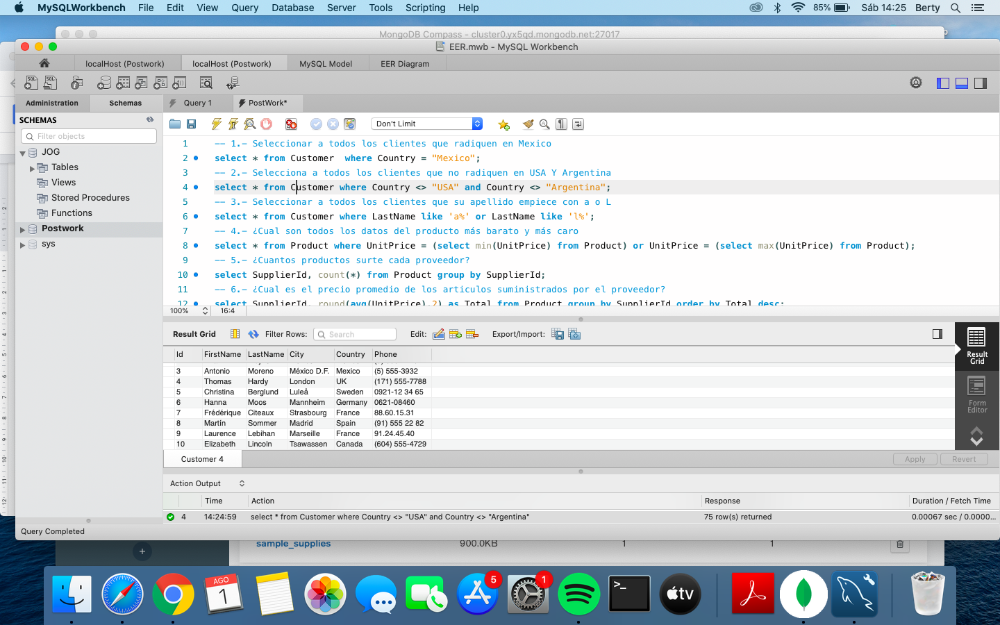 MySQLWorkbench File Edit View Query Database Server Tools Scripting Help 85% Sáb 14:25 Berty
MongoDB Compass - cluster0.yx5qd.mongodb.net:27017
EER.mwb - MySQL Workbench
localHost (Postwork) localHost (Postwork) MySQL Model EER Diagram
Administration Schemas Query 1 PostWork*
SCHEMAS
Don't Limit
Filter objects
JOG
Tables
Views
Stored Procedures
Functions
Postwork
sys
1 -- 1.- Seleccionar a todos los clientes que radiquen en Mexico
2 select * from Customer  where Country = "Mexico";
3 -- 2.- Selecciona a todos los clientes que no radiquen en USA Y Argentina
4 select * from Customer where Country <> "USA" and Country <> "Argentina";
5 -- 3.- Seleccionar a todos los clientes que su apellido empiece con a o L
6 select * from Customer where LastName like 'a%' or LastName like 'l%';
7 -- 4.- ¿Cual son todos los datos del producto más barato y más caro
8 select * from Product where UnitPrice = (select min(UnitPrice) from Product) or UnitPrice = (select max(UnitPrice) from Product);
9 -- 5.- ¿Cuantos productos surte cada proveedor?
10 select SupplierId, count(*) from Product group by SupplierId;
11 -- 6.- ¿Cual es el precio promedio de los articulos suministrados por el proveedor?
12 select SupplierId, round(avg(UnitPrice),2) as Total from Product group by SupplierId order by Total desc;
100% 16:4
Result Grid Filter Rows: Search Edit: Export/Import:
Id FirstName LastName City Country Phone
3 Antonio Moreno México D.F. Mexico (5) 555-3932
4 Thomas Hardy London UK (171) 555-7788
5 Christina Berglund Luleå Sweden 0921-12 34 65
6 Hanna Moos Mannheim Germany 0621-08460
7 Frédérique Citeaux Strasbourg France 88.60.15.31
8 Martín Sommer Madrid Spain (91) 555 22 82
9 Laurence Lebihan Marseille France 91.24.45.40
10 Elizabeth Lincoln Tsawassen Canada (604) 555-4729
Result Grid
Form Editor
Customer 4 Apply Revert
Action Output
Time Action Response Duration / Fetch Time
4 14:24:59 select * from Customer where Country <> "USA" and Country <> "Argentina" 75 row(s) returned 0.00067 sec / 0.0000...
Query Completed
sample_supplies 900.0KB 1 1
AGO
1
5
1
tv